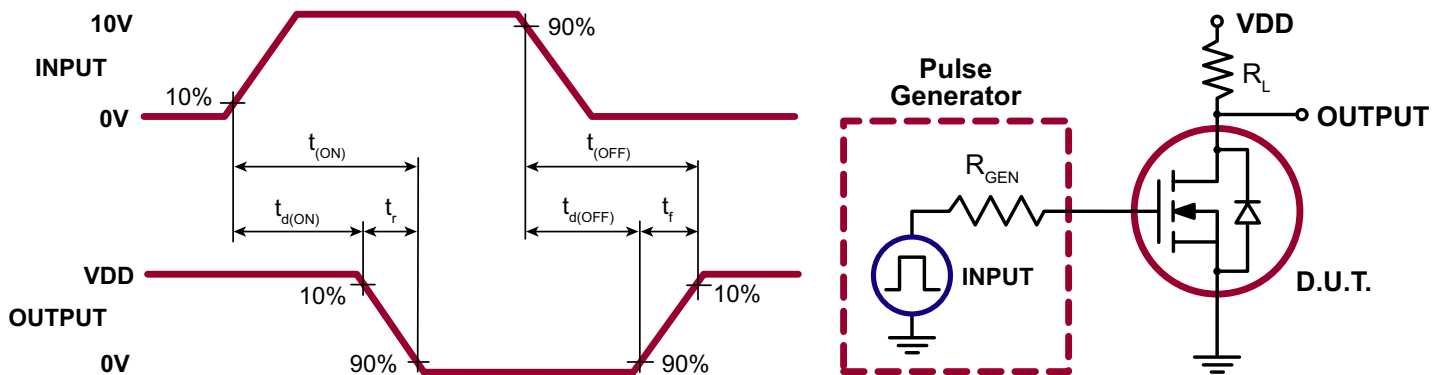 10V
INPUT
10%
0V
90%
t(ON)
t(OFF)
td(ON)
tr
td(OFF)
tf
VDD
10%
OUTPUT
0V
90%
90%
10%
Pulse
Generator
RGEN
INPUT
VDD
RL
OUTPUT
D.U.T.